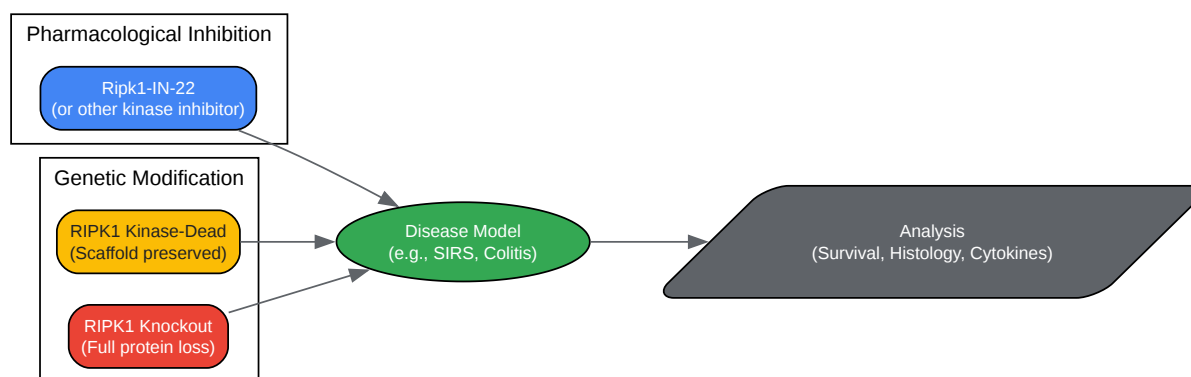 Pharmacological Inhibition
Ripk1-IN-22
(or other kinase inhibitor)
Genetic Modification
RIPK1 Kinase-Dead
(Scaffold preserved)
RIPK1 Knockout
(Full protein loss)
Disease Model
(e.g., SIRS, Colitis)
Analysis
(Survival, Histology, Cytokines)